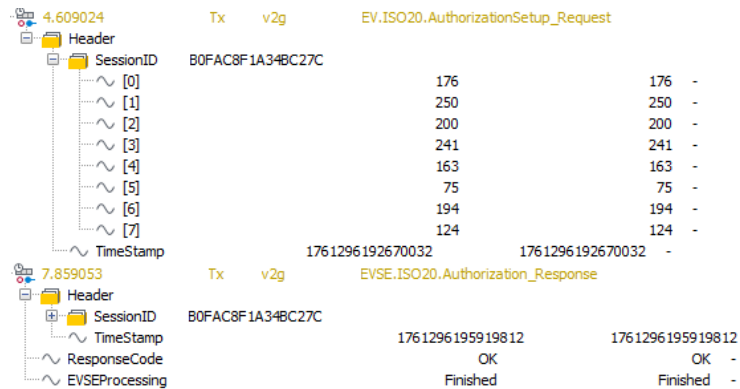 4.609024 Tx v2g EV.ISO20.AuthorizationSetup_Request
Header
SessionID B0FAC8F1A34BC27C
[0] 176 176 -
[1] 250 250 -
[2] 200 200 -
[3] 241 241 -
[4] 163 163 -
[5] 75 75 -
[6] 194 194 -
[7] 124 124 -
TimeStamp 1761296192670032 1761296192670032 -
7.859053 Tx v2g EVSE.ISO20.Authorization_Response
Header
SessionID B0FAC8F1A34BC27C
TimeStamp 1761296195919812 1761296195919812
ResponseCode OK OK -
EVSEProcessing Finished Finished -